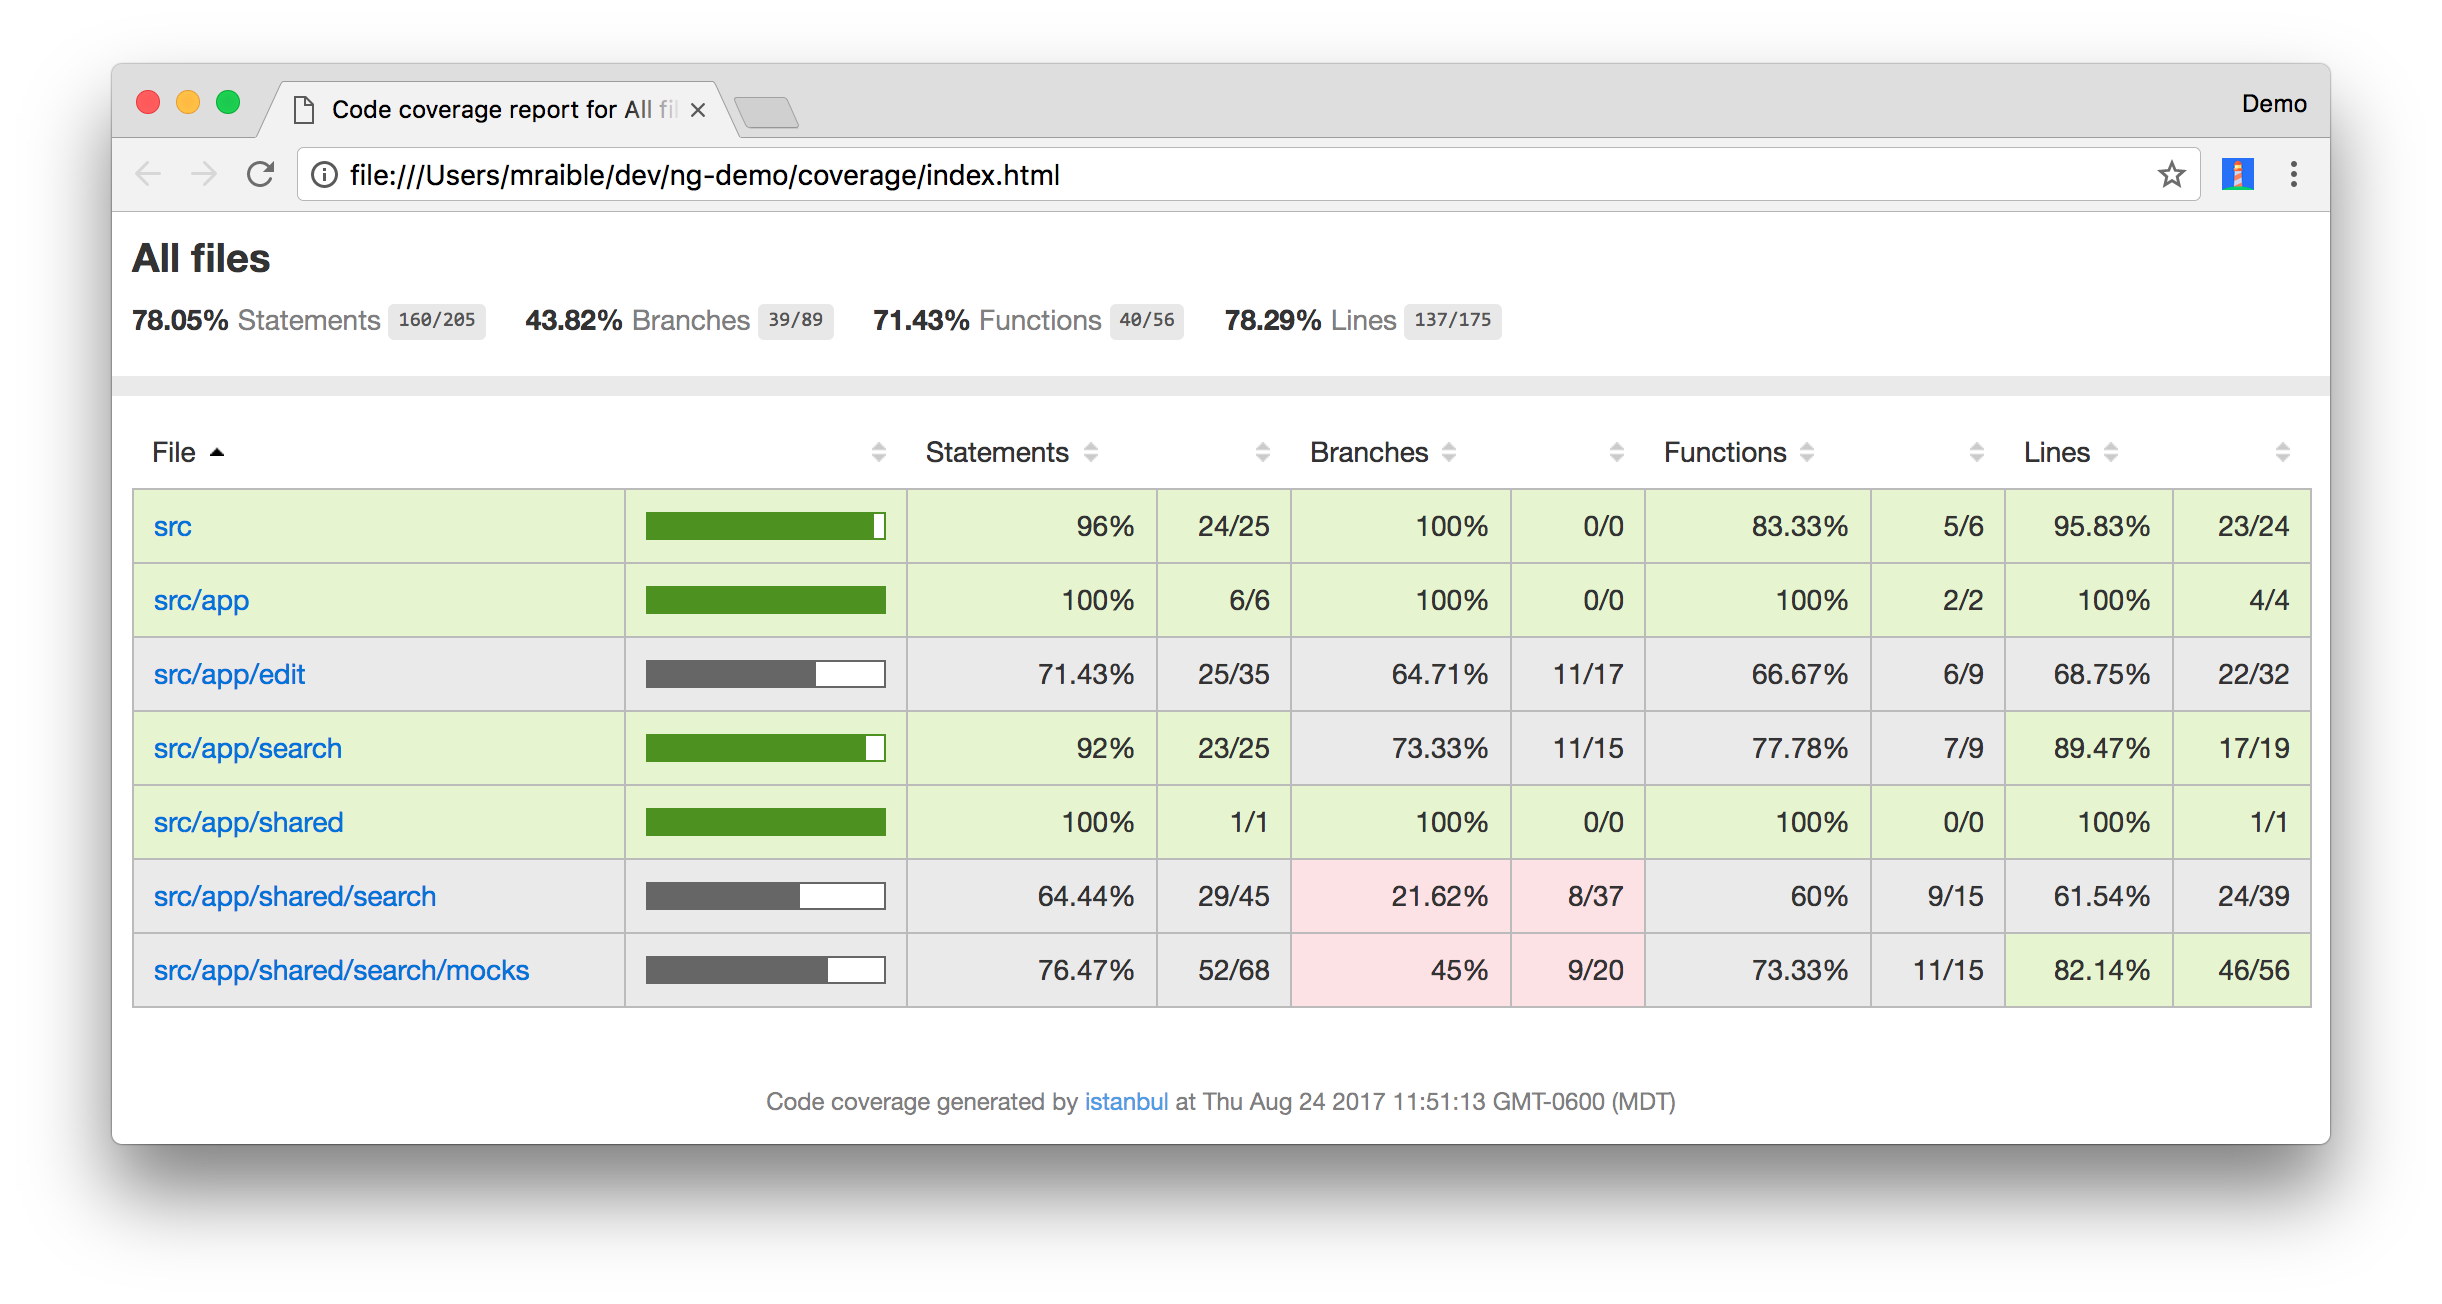 Code coverage report for All fil
Demo
file:///Users/mraible/dev/ng-demo/coverage/index.html
All files
78.05% Statements 160/205 43.82% Branches 39/89 71.43% Functions 40/56 78.29% Lines 137/175
File Statements Branches Functions Lines
src 96% 24/25 100% 0/0 83.33% 5/6 95.83% 23/24
src/app 100% 6/6 100% 0/0 100% 2/2 100% 4/4
src/app/edit 71.43% 25/35 64.71% 11/17 66.67% 6/9 68.75% 22/32
src/app/search 92% 23/25 73.33% 11/15 77.78% 7/9 89.47% 17/19
src/app/shared 100% 1/1 100% 0/0 100% 0/0 100% 1/1
src/app/shared/search 64.44% 29/45 21.62% 8/37 60% 9/15 61.54% 24/39
src/app/shared/search/mocks 76.47% 52/68 45% 9/20 73.33% 11/15 82.14% 46/56
Code coverage generated by istanbul at Thu Aug 24 2017 11:51:13 GMT-0600 (MDT)